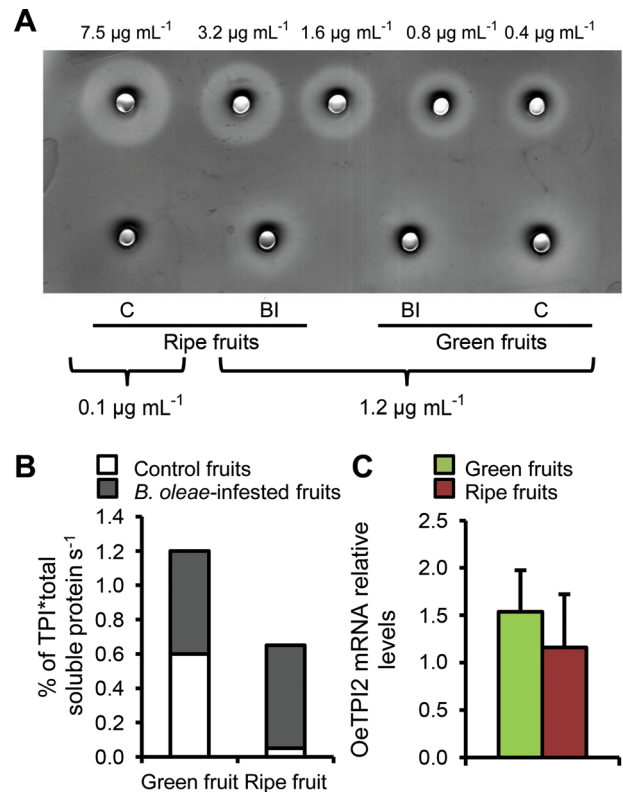 A
7.5 µg mL-1 3.2 µg mL-1 1.6 µg mL-1 0.8 µg mL-1 0.4 µg mL-1
C BI BI C
Ripe fruits Green fruits
0.1 µg mL-1 1.2 µg mL-1
B
Control fruits
B. oleae-infested fruits
% of TPI*total
soluble protein s-1
1.4
1.2
1.0
0.8
0.6
0.4
0.2
0.0
Green fruit Ripe fruit
C
Green fruits
Ripe fruits
OeTPI2 mRNA relative
levels
2.5
2.0
1.5
1.0
0.5
0.0